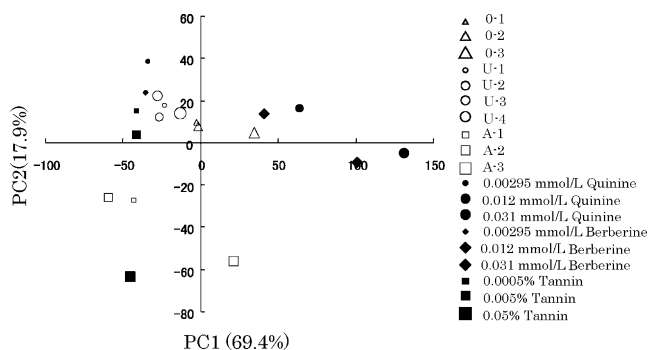 60
40
20
0
-20
-40
-60
-80
-100
-50
0
50
100
150
PC2(17.9%)
PC1 (69.4%)
0-1
0-2
0-3
U-1
U-2
U-3
U-4
A-1
A-2
A-3
0.00295 mmol/L Quinine
0.012 mmol/L Quinine
0.031 mmol/L Quinine
0.00295 mmol/L Berberine
0.012 mmol/L Berberine
0.031 mmol/L Berberine
0.0005% Tannin
0.005% Tannin
0.05% Tannin